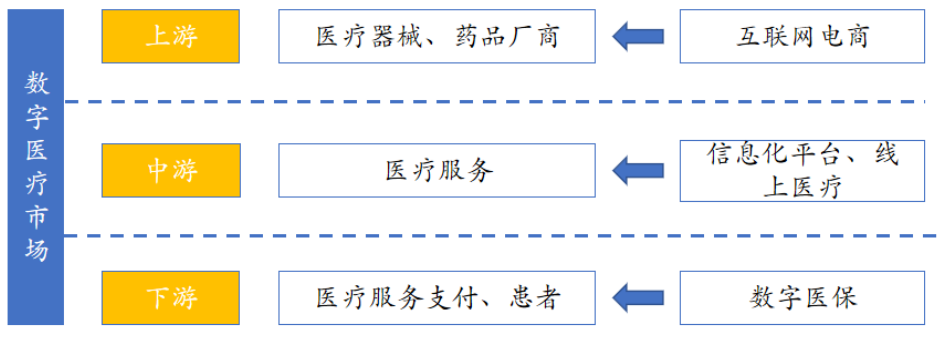 数字医疗市场
上游
医疗器械、药品厂商
互联网电商
中游
医疗服务
信息化平台、线
上医疗
下游
医疗服务支付、患者
数字医保